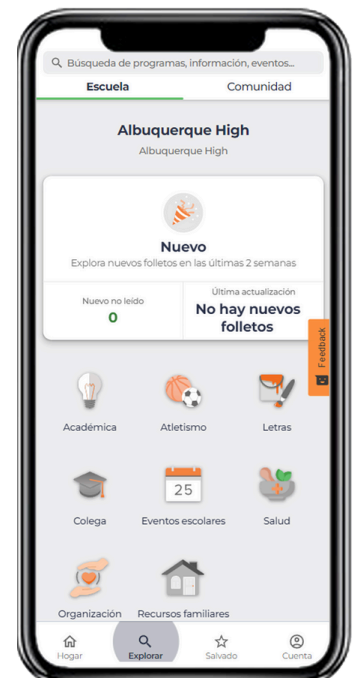 Búsqueda de programas, información, eventos...
Escuela
Comunidad
Albuquerque High
Albuquerque High
Nuevo
Explora nuevos folletos en las últimas 2 semanas
Nuevo no leído
0
Última actualización
No hay nuevos
folletos
Feedback
Académica
Atletismo
Letras
25
Colega
Eventos escolares
Salud
Organización
Recursos familiares
Hogar
Explorar
Salvado
Cuenta